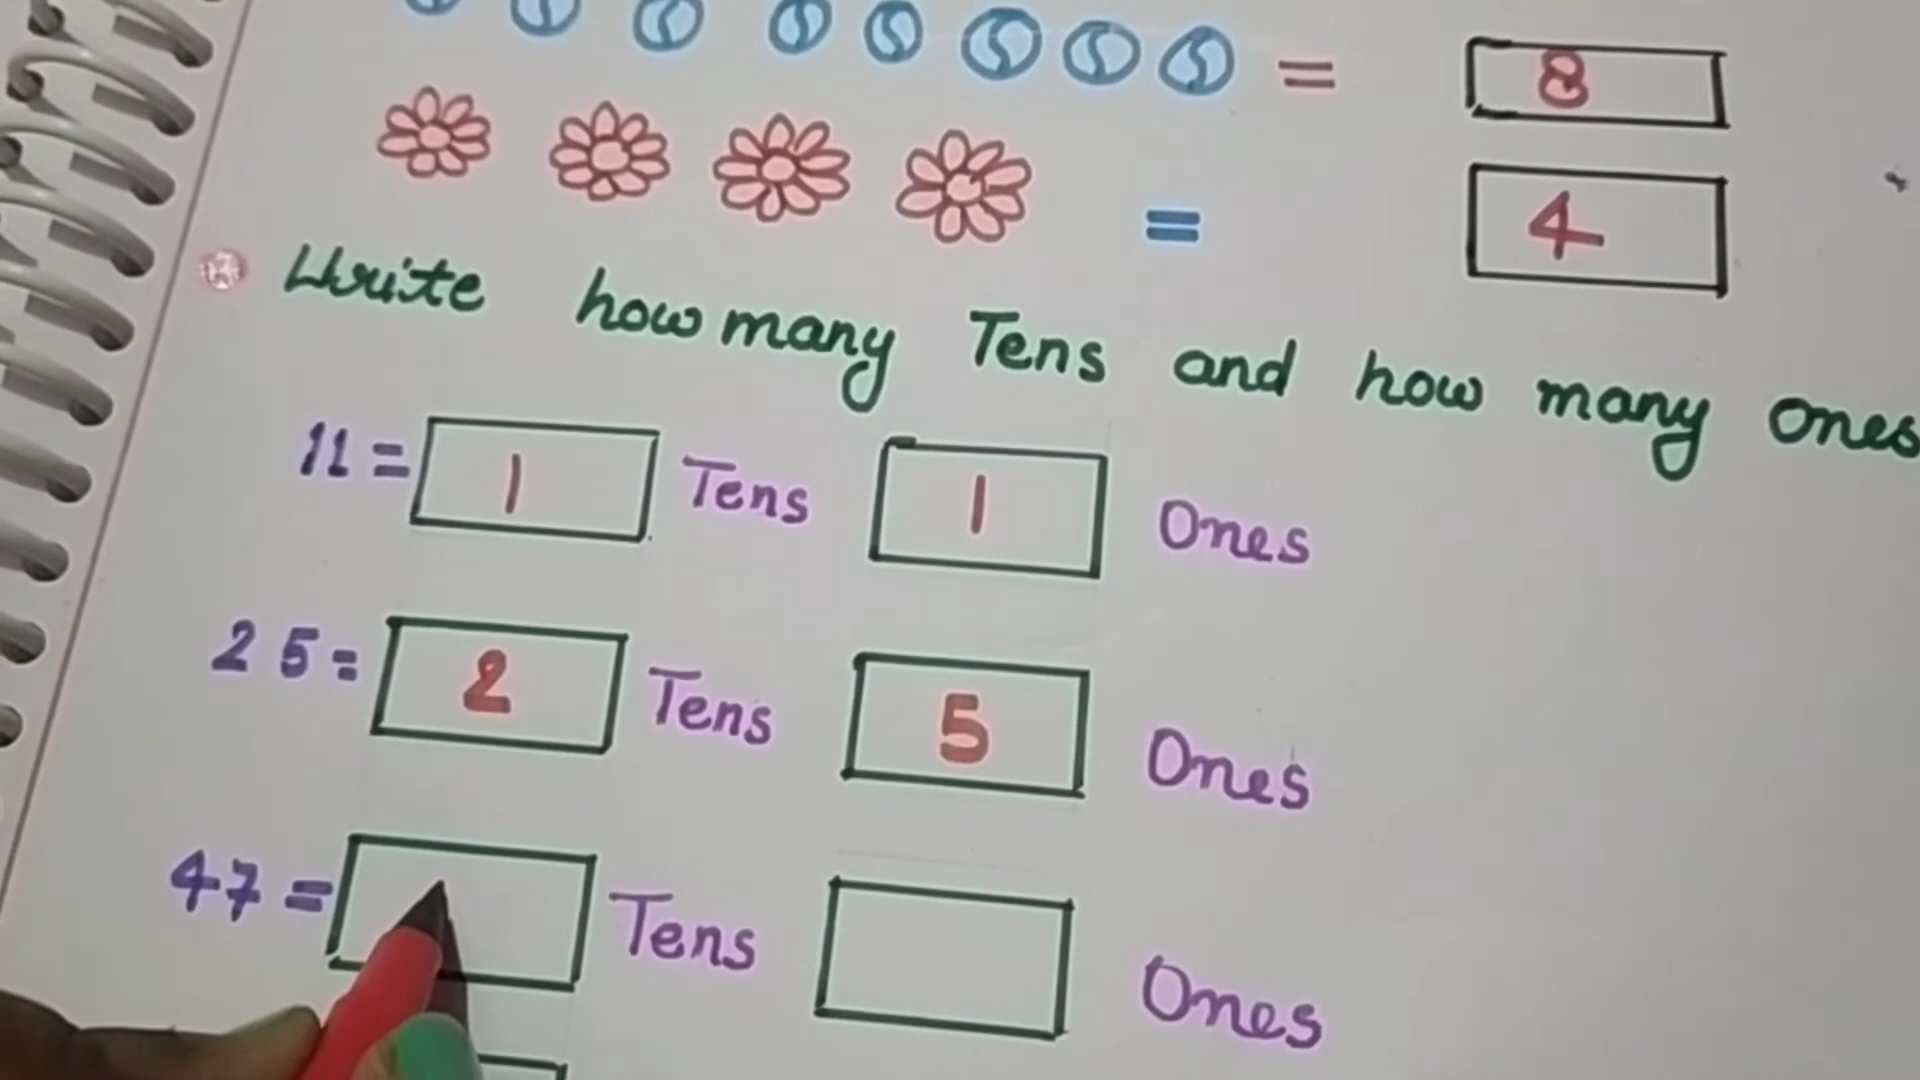 = 8
= 4
Write how many Tens and how many Ones
11 = 1 Tens 1 Ones
25 = 2 Tens 5 Ones
47 = Tens Ones